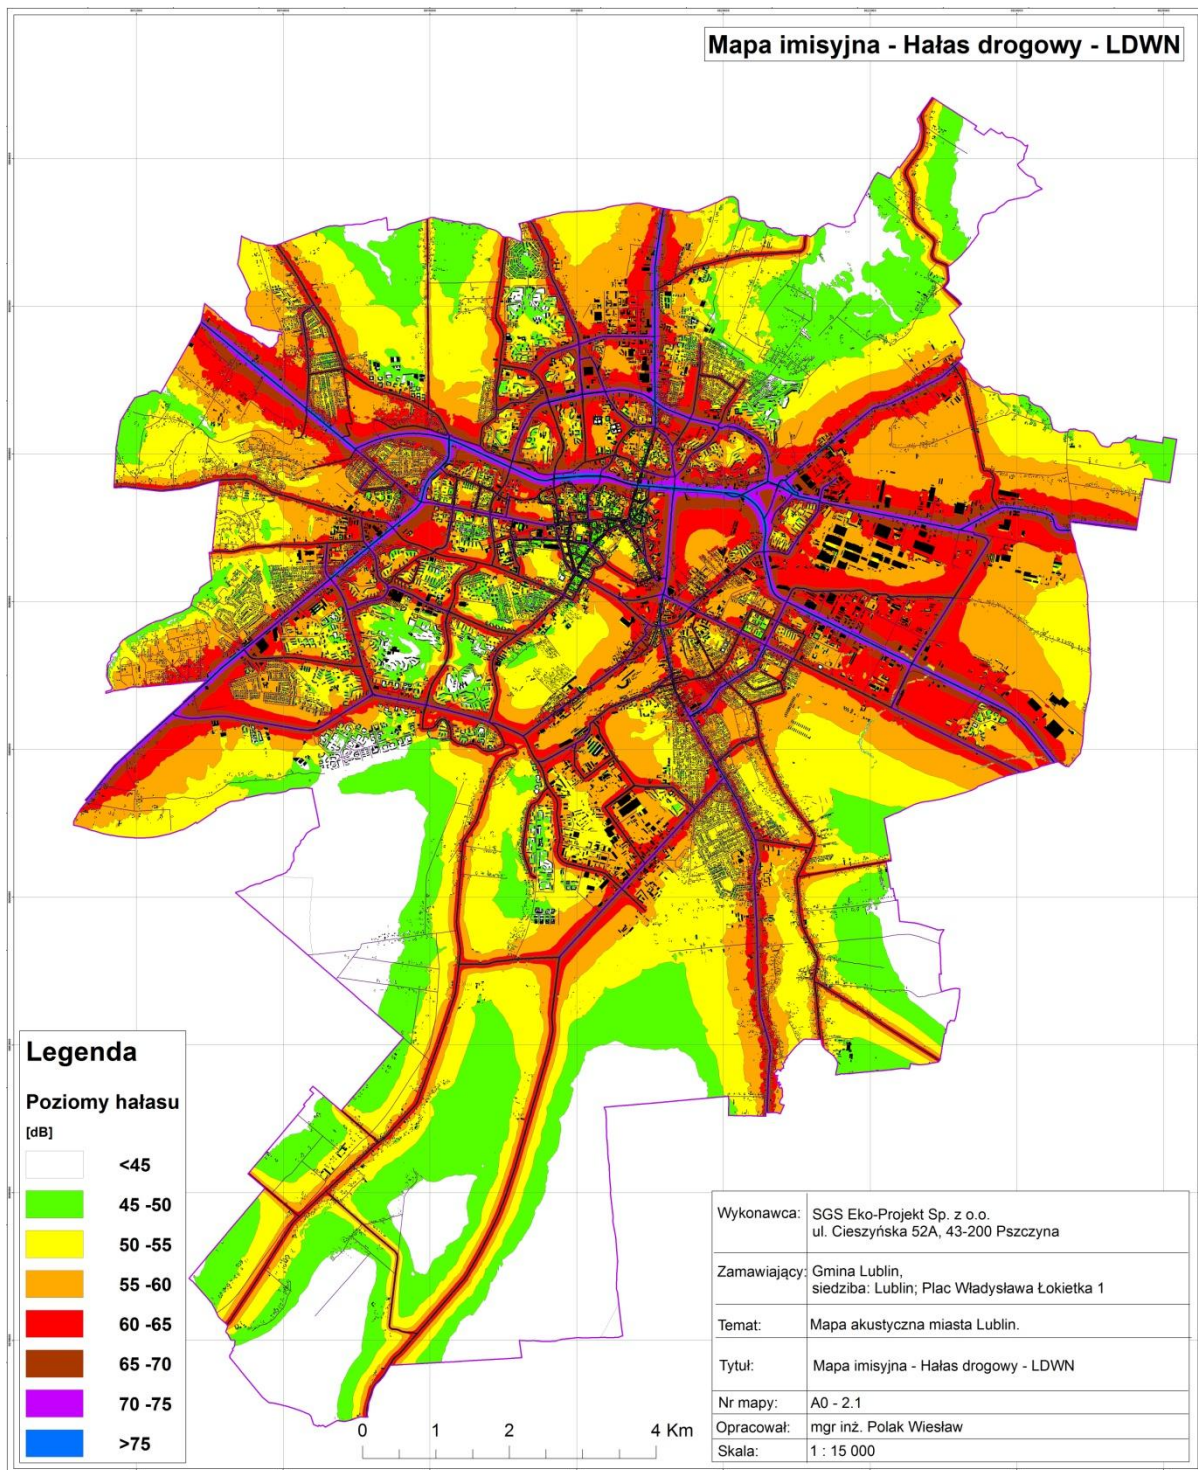 Mapa imisyjna - Hałas drogowy - LDWN
Legenda
Poziomy hałasu
[dB]
<45
45 -50
50 -55
55 -60
60 -65
65 -70
70 -75
>75
0 1 2 4 Km
Wykonawca: SGS Eko-Projekt Sp. z o.o.
ul. Cieszyńska 52A, 43-200 Pszczyna
Zamawiający: Gmina Lublin,
siedziba: Lublin; Plac Władysława Łokietka 1
Temat: Mapa akustyczna miasta Lublin.
Tytuł: Mapa imisyjna - Hałas drogowy - LDWN
Nr mapy: A0 - 2.1
Opracował: mgr inż. Polak Wiesław
Skala: 1 : 15 000